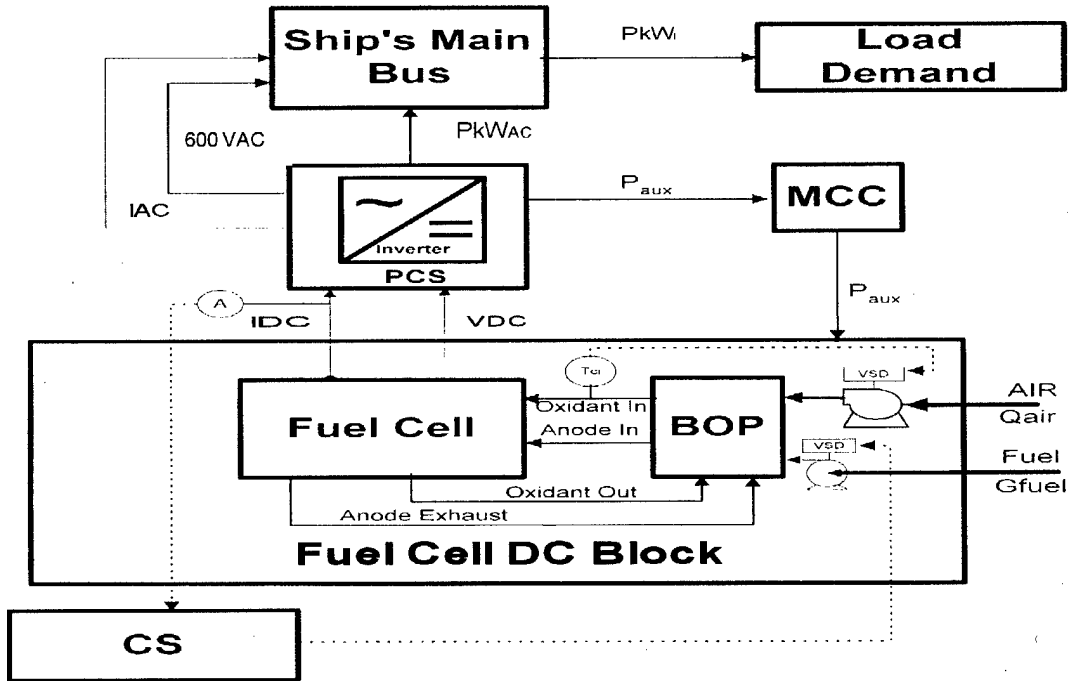 Ship's Main
Bus
PkWı
Load
Demand
600 VAC
PkWAC
IAC
Inverter
PCS
Paux
MCC
A
IDC
VDC
Paux
Tci
VSD
AIR
Qair
Fuel Cell
Oxidant In
Anode In
BOP
VSD
Fuel
Gfuel
Oxidant Out
Anode Exhaust
Fuel Cell DC Block
CS